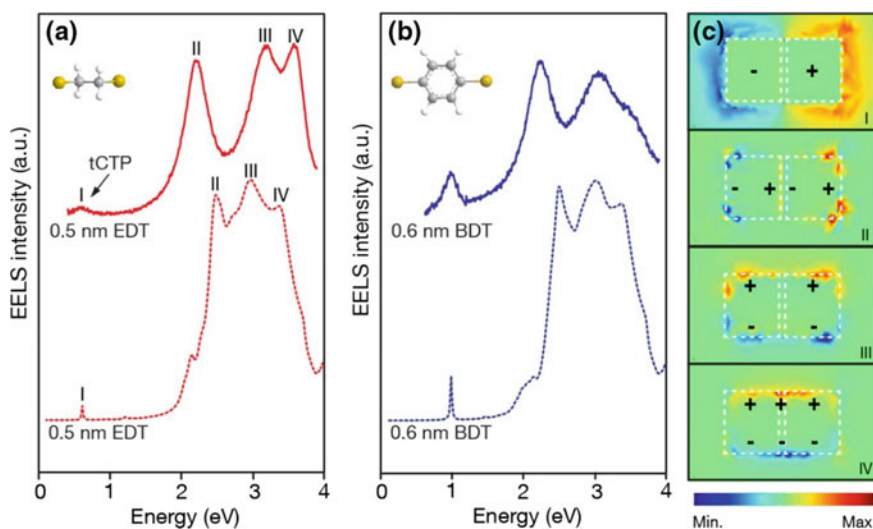 (a)
II
III
IV
tCTP
I
0.5 nm EDT
II
III
IV
I
0.5 nm EDT
EELS intensity (a.u.)
0 1 2 3 4
Energy (eV)
(b)
0.6 nm BDT
0.6 nm BDT
EELS intensity (a.u.)
0 1 2 3 4
Energy (eV)
(c)
- +
I
- + - +
II
+ +
- -
III
+ + +
- - -
IV
Min. Max